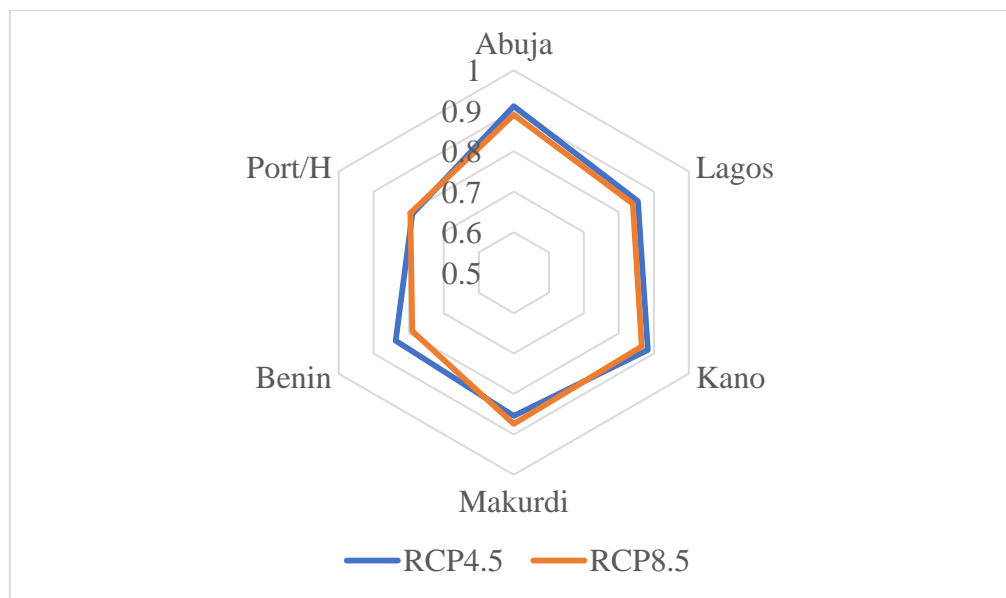 Abuja
1
0.9
0.8
Port/H
Lagos
0.7
0.6
0.5
Benin
Kano
Makurdi
RCP4.5 RCP8.5